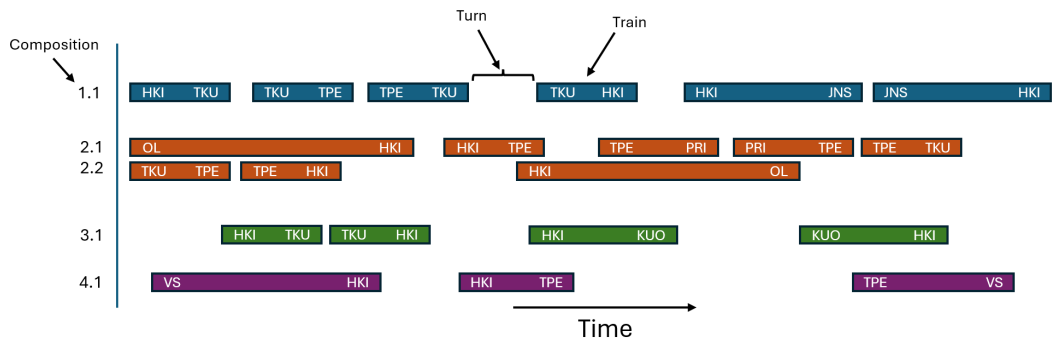 Turn
Train
Composition
1.1 HKI TKU TKU TPE TPE TKU TKU HKI HKI JNS JNS HKI
2.1 OL HKI HKI TPE TPE PRI PRI TPE TPE TKU
2.2 TKU TPE TPE HKI HKI OL
3.1 HKI TKU TKU HKI HKI KUO KUO HKI
4.1 VS HKI HKI TPE TPE VS
Time